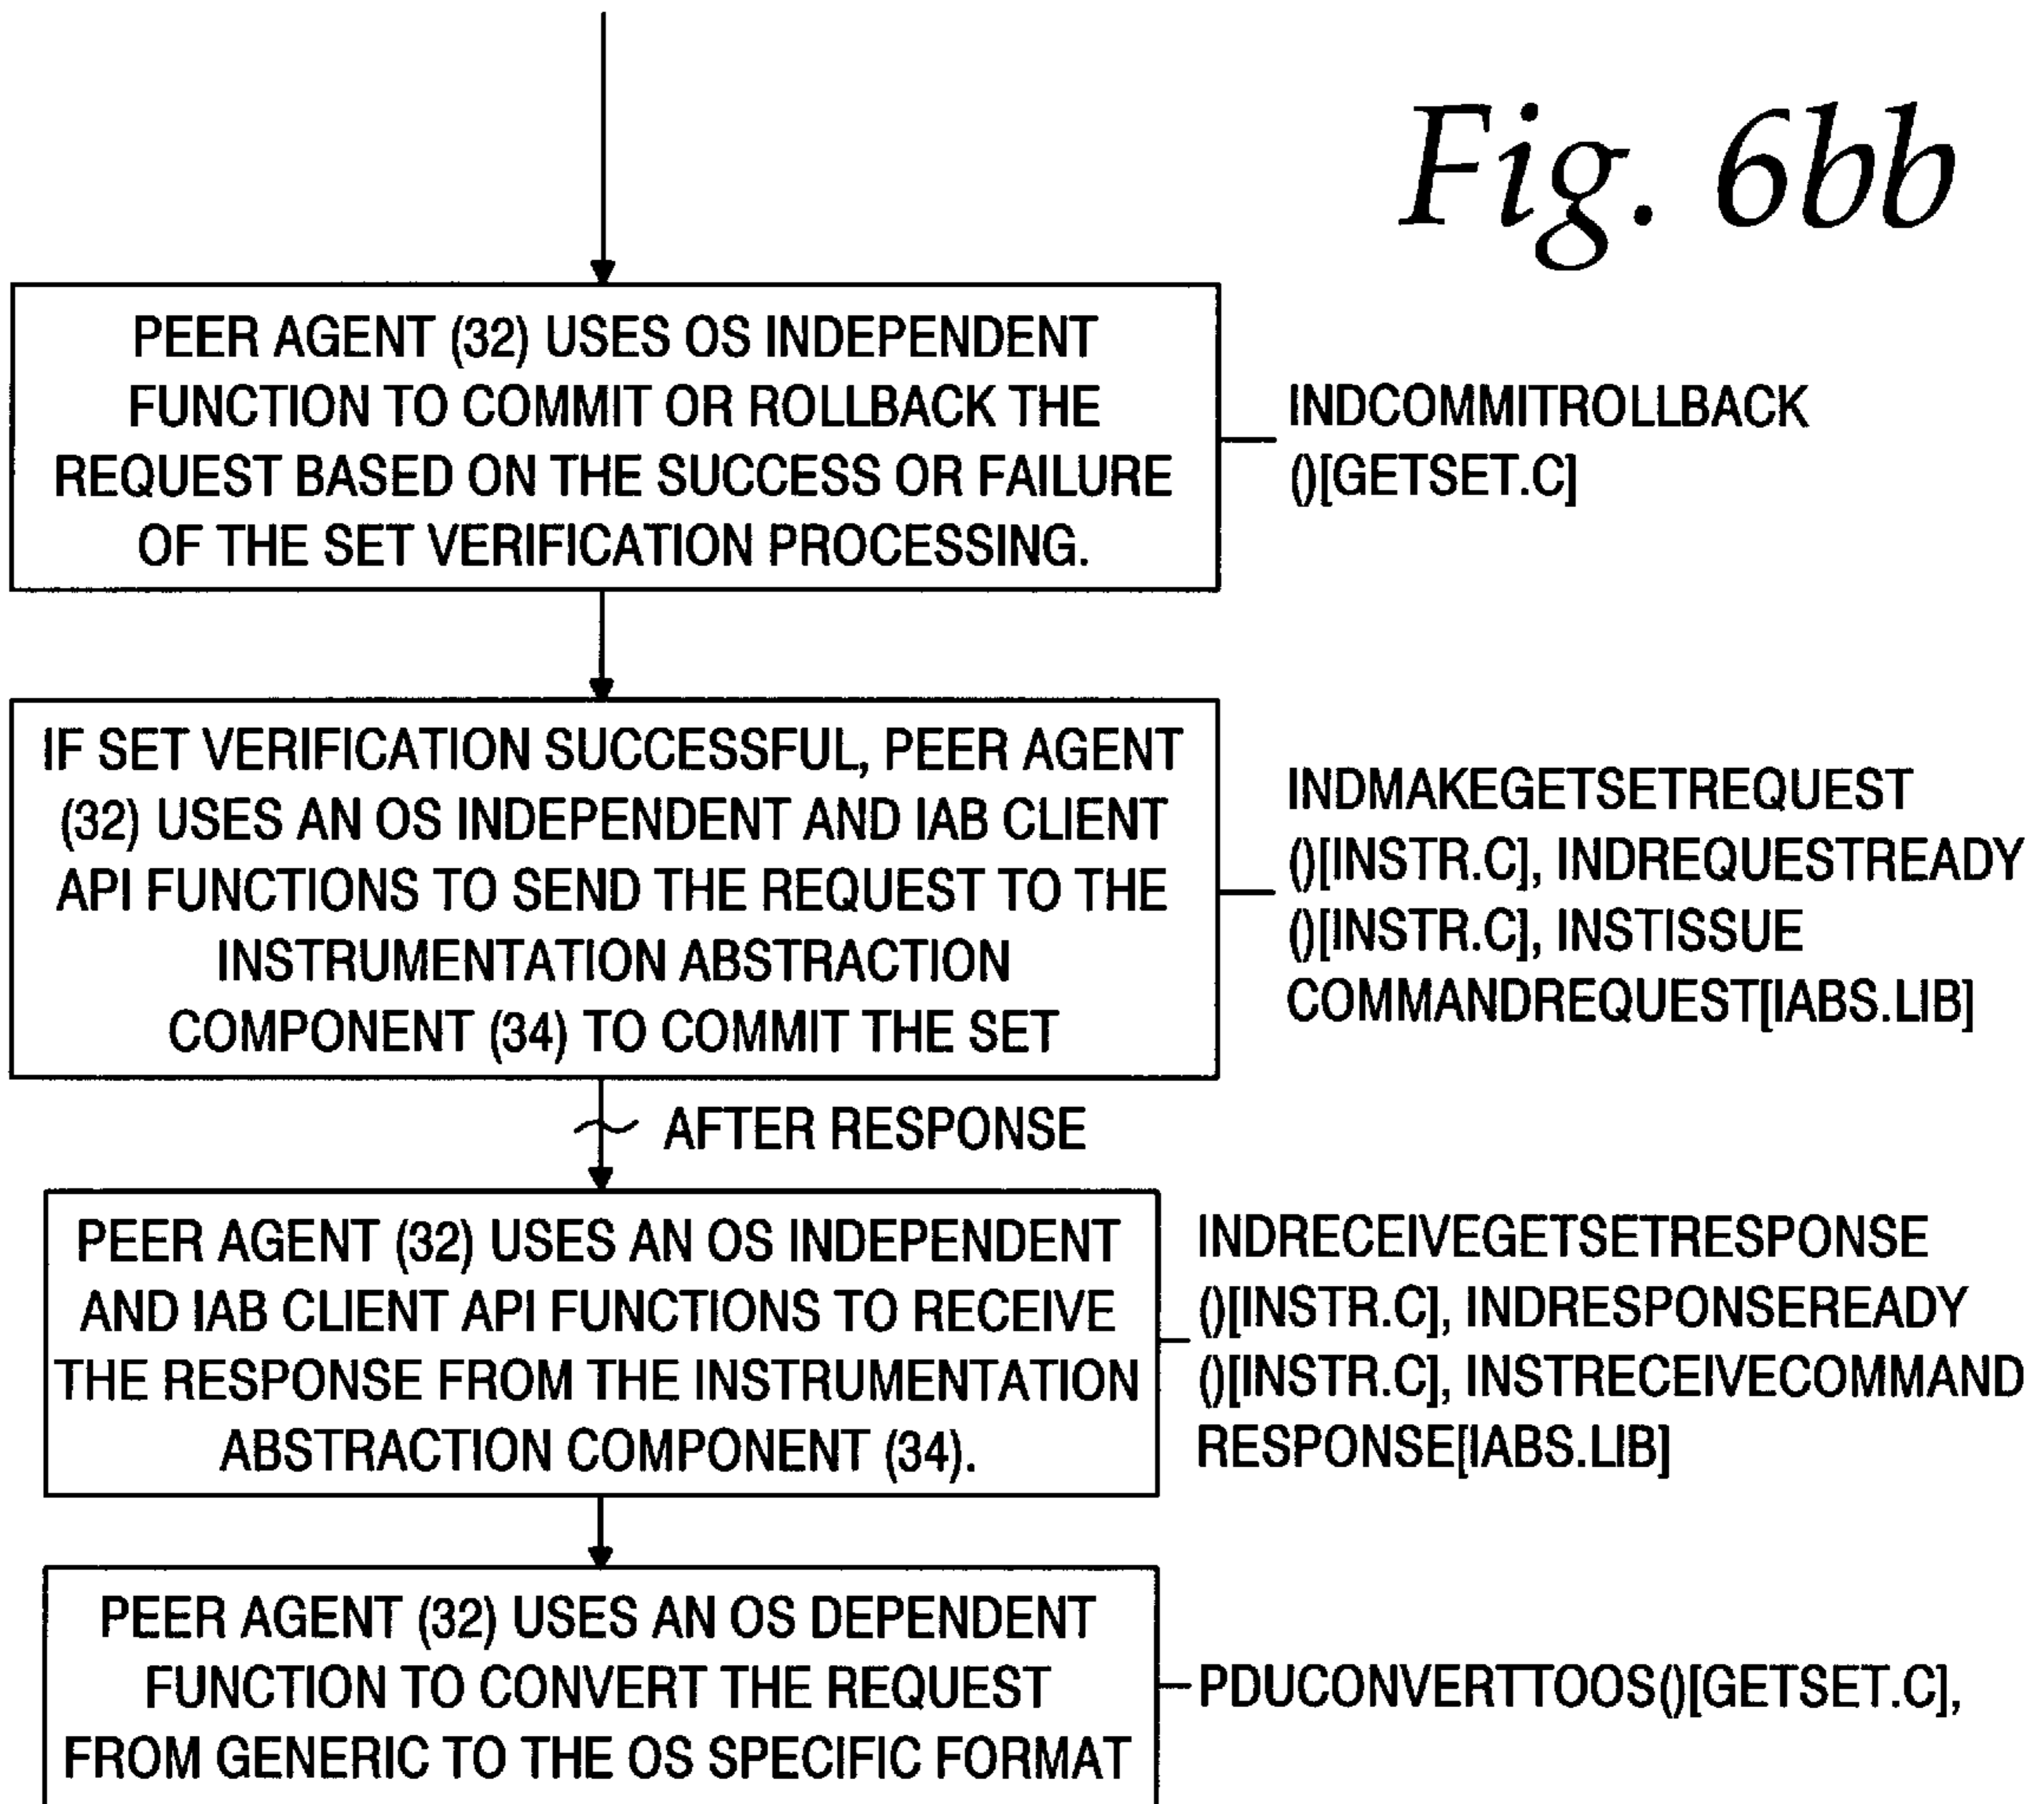 Fig. 6bb
PEER AGENT (32) USES OS INDEPENDENT
FUNCTION TO COMMIT OR ROLLBACK THE
REQUEST BASED ON THE SUCCESS OR FAILURE
OF THE SET VERIFICATION PROCESSING.
INDCOMMITROLLBACK
()[GETSET.C]
IF SET VERIFICATION SUCCESSFUL, PEER AGENT
(32) USES AN OS INDEPENDENT AND IAB CLIENT
API FUNCTIONS TO SEND THE REQUEST TO THE
INSTRUMENTATION ABSTRACTION
COMPONENT (34) TO COMMIT THE SET
INDMAKEGETSETREQUEST
()[INSTR.C], INDREQUESTREADY
()[INSTR.C], INSTISSUE
COMMANDREQUEST[IABS.LIB]
AFTER RESPONSE
PEER AGENT (32) USES AN OS INDEPENDENT
AND IAB CLIENT API FUNCTIONS TO RECEIVE
THE RESPONSE FROM THE INSTRUMENTATION
ABSTRACTION COMPONENT (34).
INDRECEIVEGETSETRESPONSE
()[INSTR.C], INDRESPONSEREADY
()[INSTR.C], INSTRECEIVECOMMAND
RESPONSE[IABS.LIB]
PEER AGENT (32) USES AN OS DEPENDENT
FUNCTION TO CONVERT THE REQUEST
FROM GENERIC TO THE OS SPECIFIC FORMAT
PDUCONVERTTOOS()[GETSET.C],